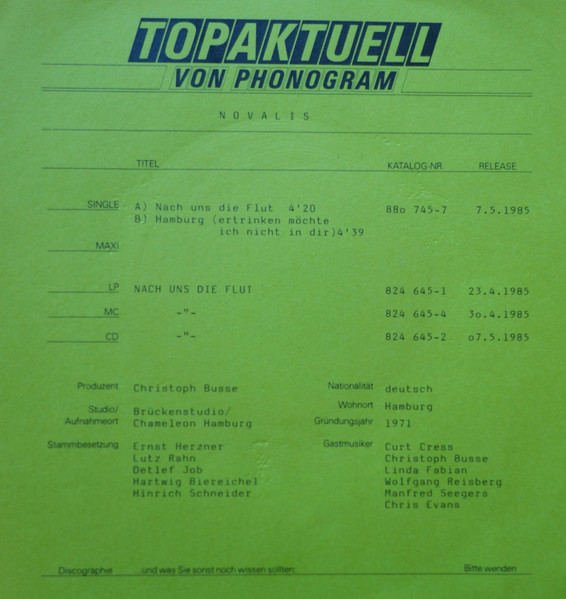 TOPAKTUELL
VON PHONOGRAM
NOVALIS
TITEL KATALOG-NR. RELEASE
SINGLE A) Nach uns die Flut 4'20 88o 745-7 7.5.1985
B) Hamburg (ertrinken möchte
ich nicht in dir)4'39
MAXI
LP NACH UNS DIE FLUT 824 645-1 23.4.1985
MC -"- 824 645-4 3o.4.1985
CD -"- 824 645-2 o7.5.1985
Produzent Christoph Busse Nationalität deutsch
Studio/ Brückenstudio/ Wohnort Hamburg
Aufnahmeort Chameleon Hamburg Gründungsjahr 1971
Stammbesetzung Ernst Herzner Gastmusiker Curt Cress
Lutz Rahn Christoph Busse
Detlef Job Linda Fabian
Hartwig Biereichel Wolfgang Reisberg
Hinrich Schneider Manfred Seegers
Chris Evans
Discographie ...und was Sie sonst noch wissen sollten: Bitte wenden